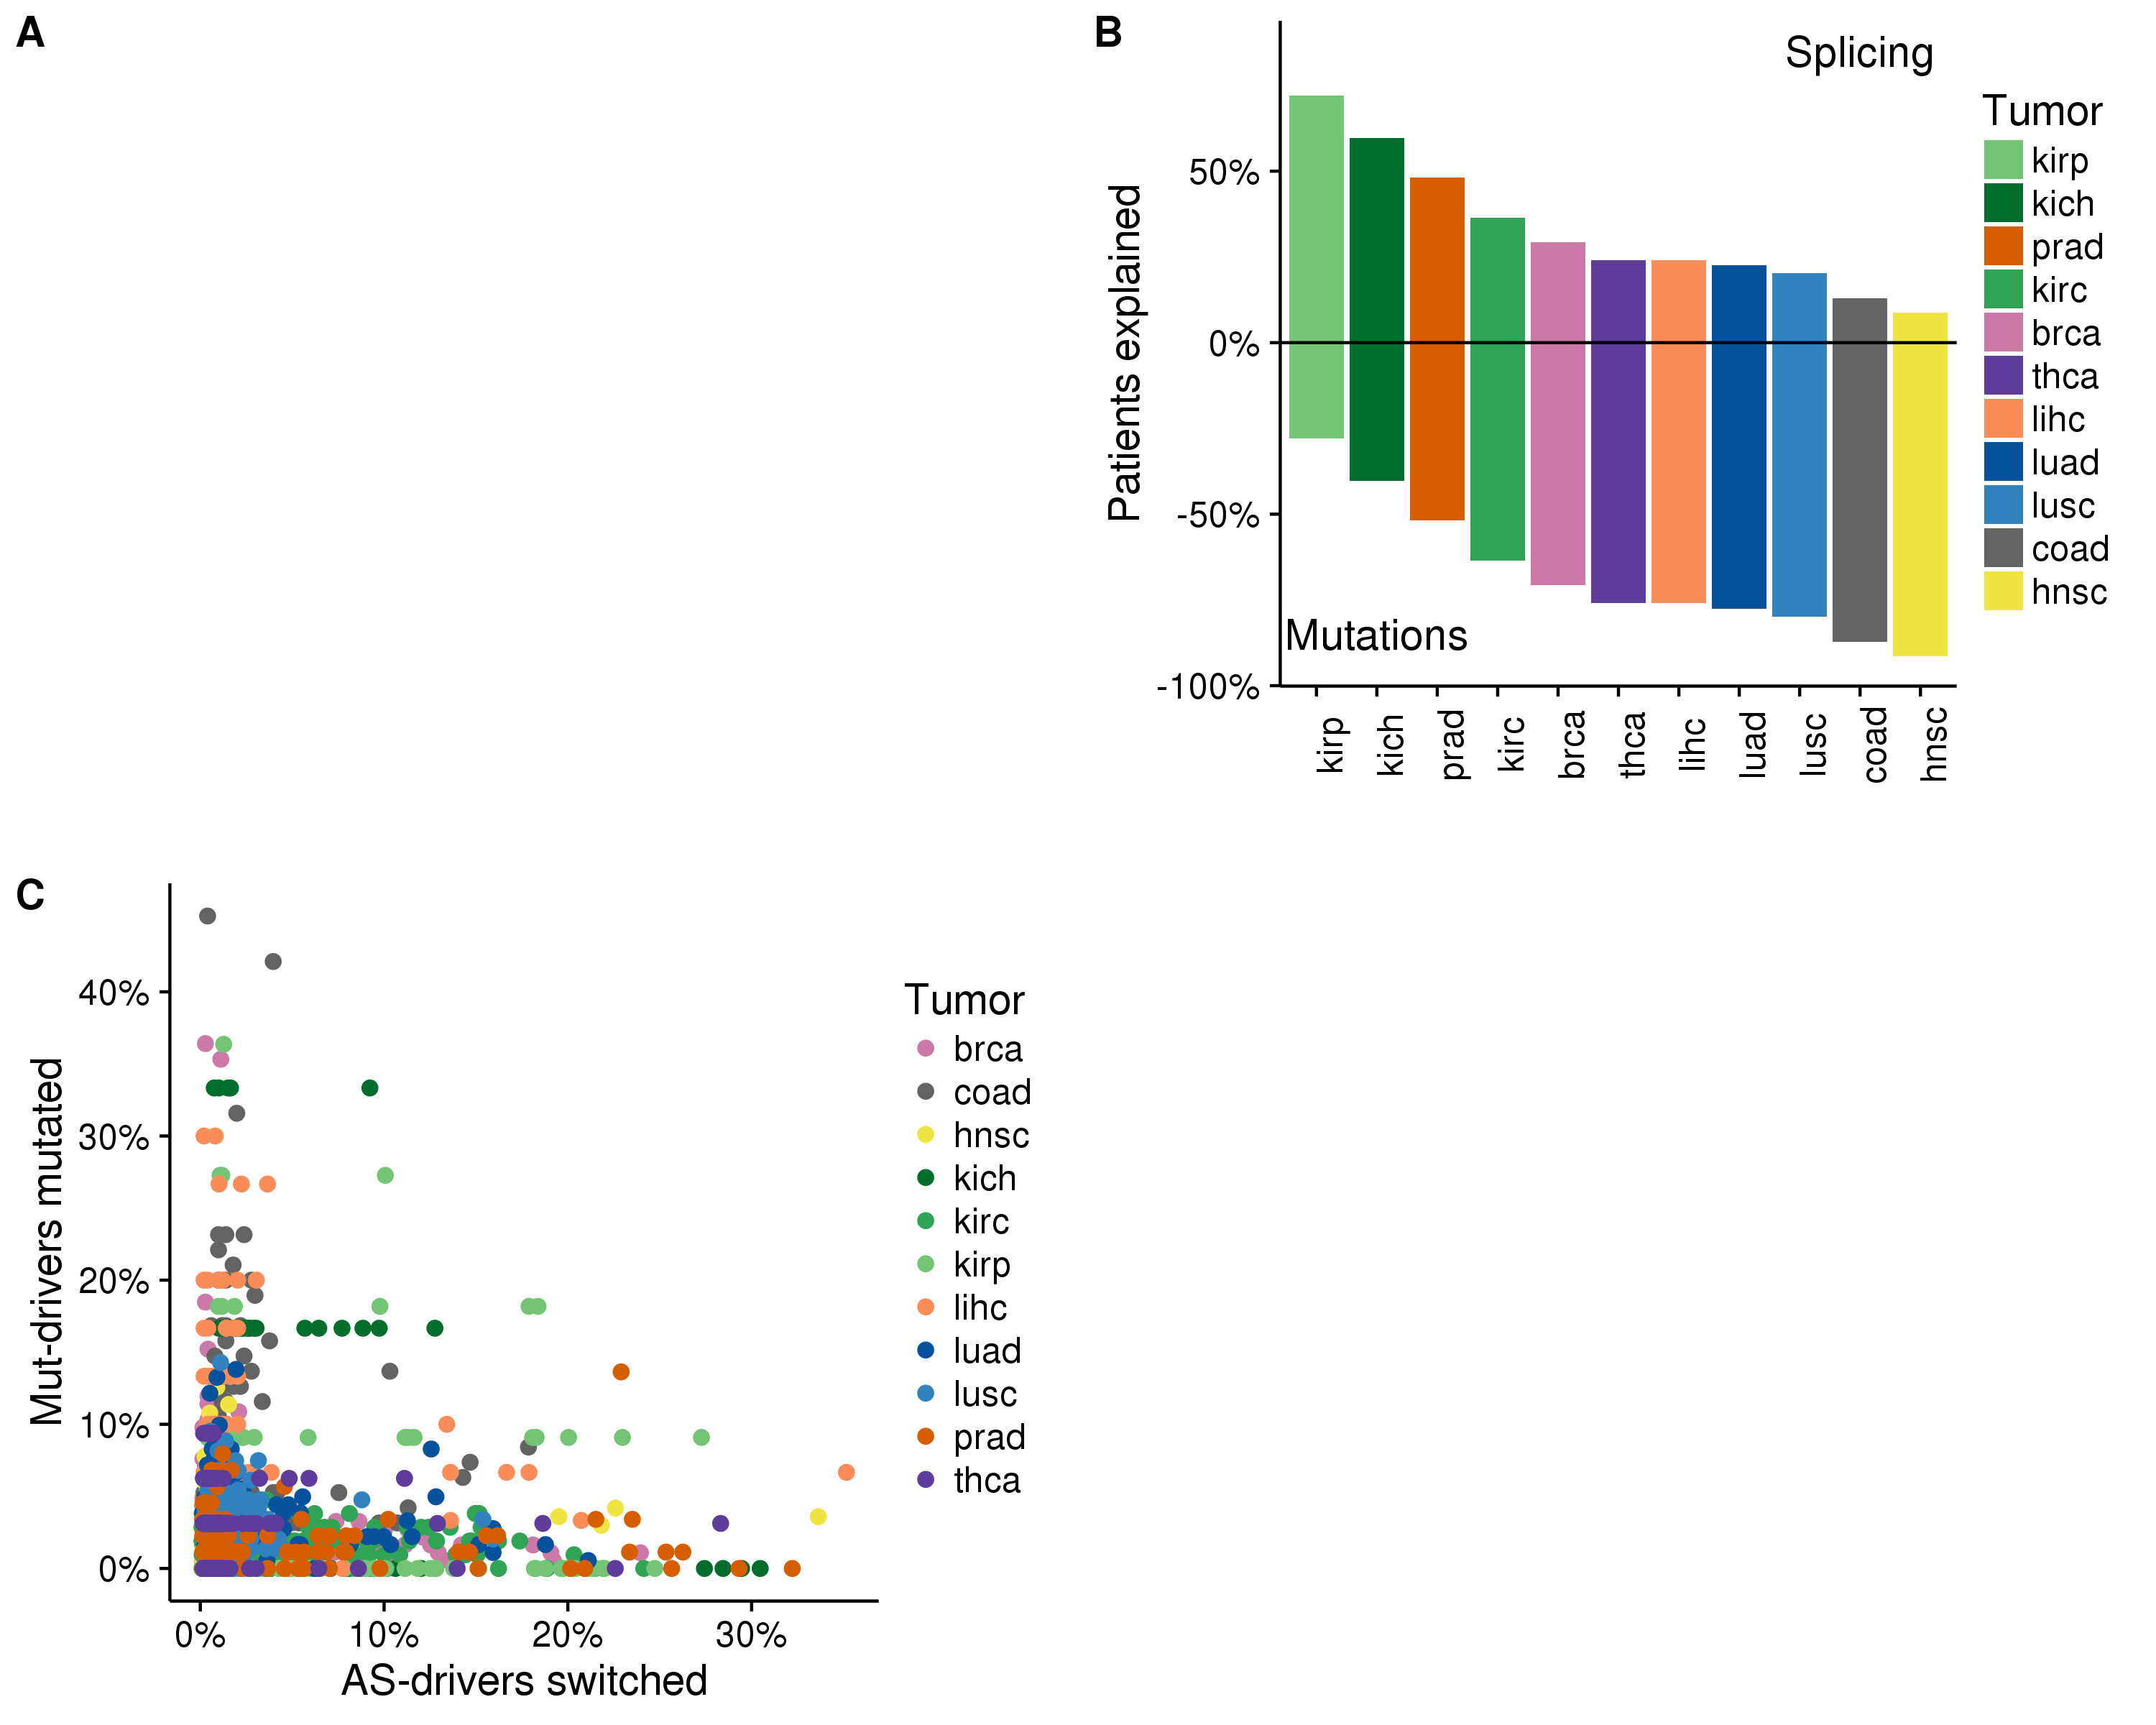 A
B
Splicing
Patients explained
50%
0%
-50%
-100%
Mutations
kirp
kich
prad
kirc
brca
thca
lihc
luad
lusc
coad
hnsc
Tumor
kirp
kich
prad
kirc
brca
thca
lihc
luad
lusc
coad
hnsc
C
Mut-drivers mutated
40%
30%
20%
10%
0%
0%
10%
20%
30%
AS-drivers switched
Tumor
brca
coad
hnsc
kich
kirc
kirp
lihc
luad
lusc
prad
thca